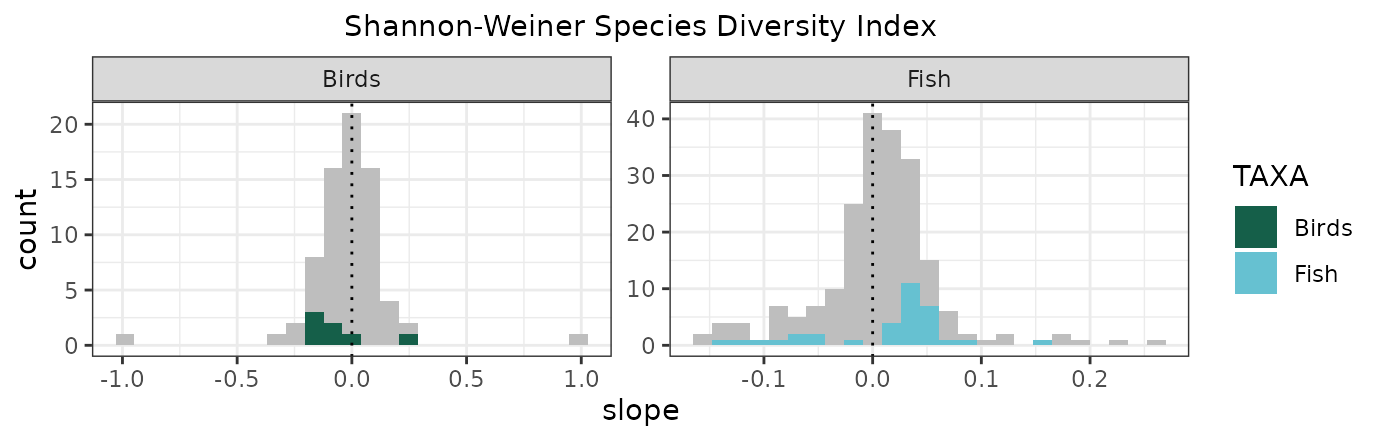 Shannon-Weiner Species Diversity Index
Birds
Fish
count
20
15
10
5
0
40
30
20
10
0
-1.0 -0.5 0.0 0.5 1.0
-0.1 0.0 0.1 0.2
slope
TAXA
Birds
Fish